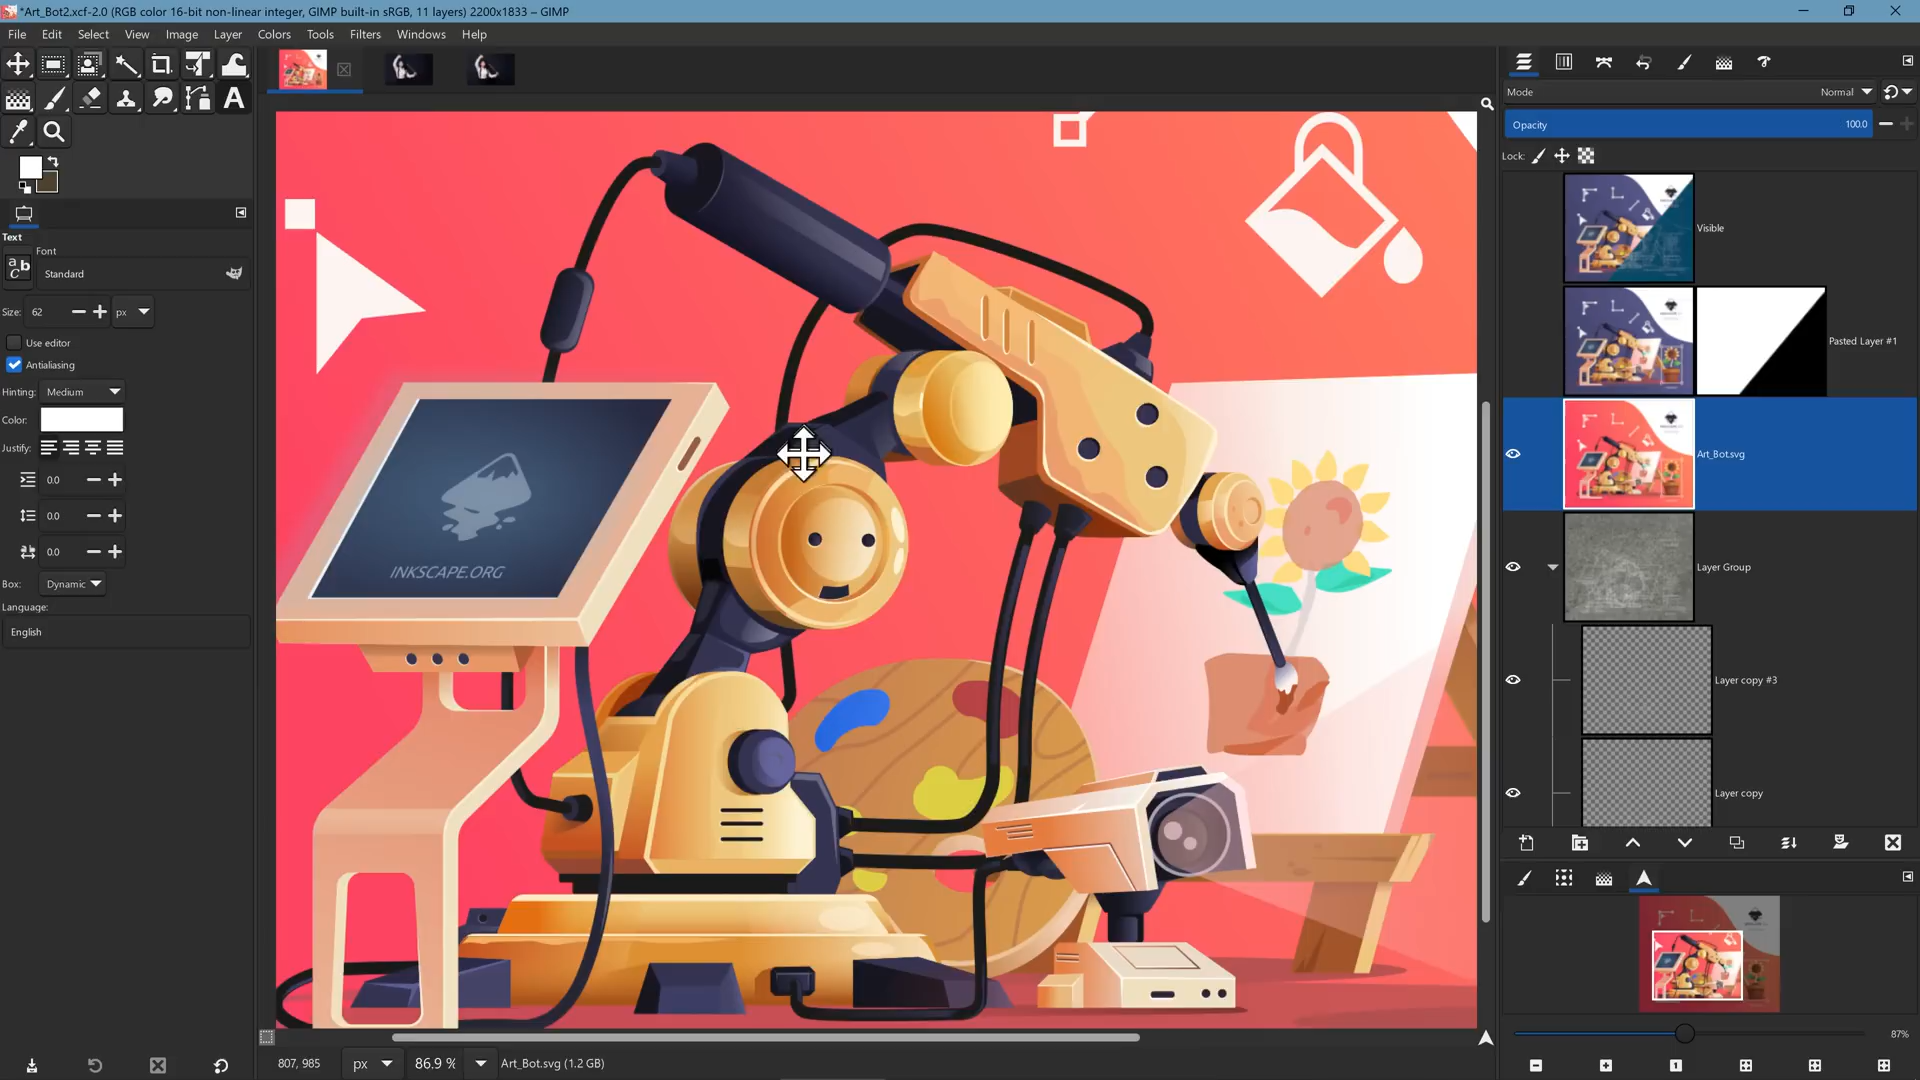 *Art_Bot2.xcf-2.0 (RGB color 16-bit non-linear integer, GIMP built-in sRGB, 11 layers) 2200x1833 – GIMP
File Edit Select View Image Layer Colors Tools Filters Windows Help
Text
Font
Standard
Size: 62 px
Use editor
Antialiasing
Hinting: Medium
Color:
Justify:
0.0
0.0
0.0
Box: Dynamic
Language:
English
INKSCAPE.ORG
807, 985 px 86.9 % Art_Bot.svg (1.2 GB)
Mode Normal
Opacity 100.0
Lock:
Visible
Pasted Layer #1
Art_Bot.svg
Layer Group
Layer copy #3
Layer copy
87%